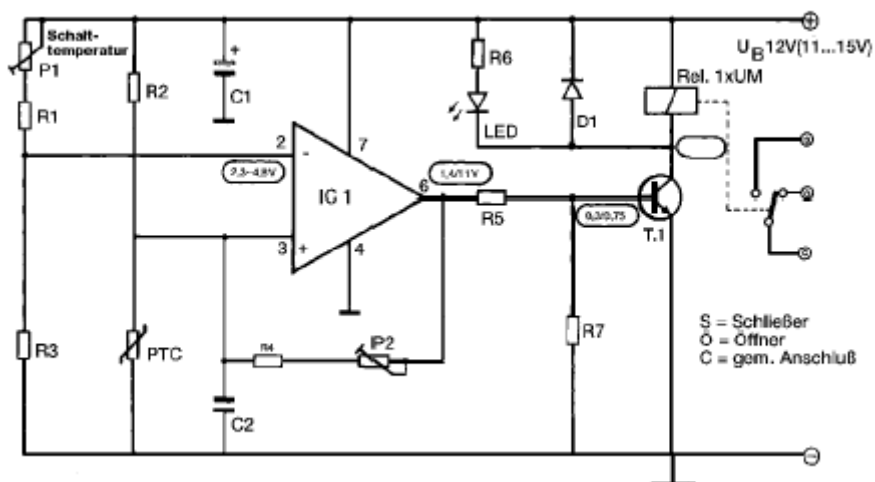 Schalt-
temperatur
P1
R1
R2
+
C1
R6
LED
D1
+
UB 12V(11...15V)
Rel. 1xUM
2
-
7
2,3-4,9V
IC 1
6
1,4/11V
R5
0,3/0,75
T.1
3
+
4
R3
PTC
R4
IP2
C2
R7
S = Schließer
Ö = Öffner
C = gem. Anschluß
-